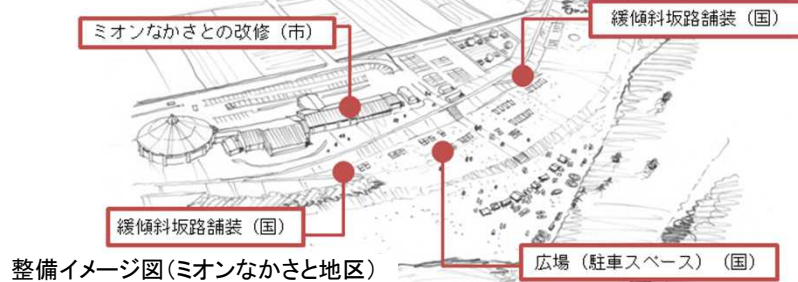 緩傾斜坂路舗装（国）
ミオンなかさとの改修（市）
緩傾斜坂路舗装（国）
広場（駐車スペース）（国）
整備イメージ図（ミオンなかさと地区）